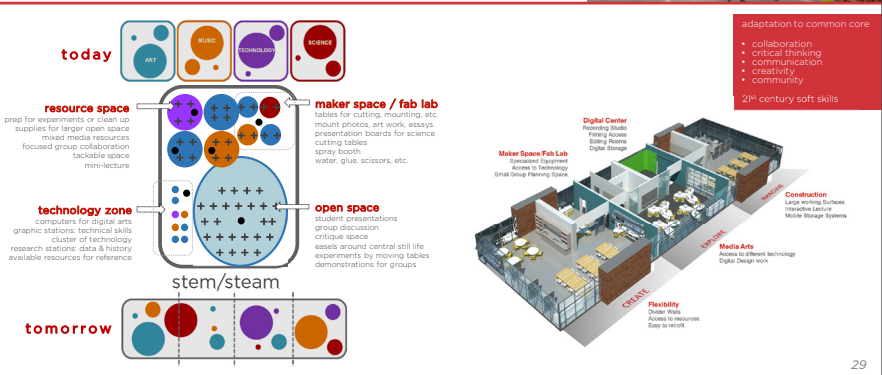 today
ART
MUSIC
TECHNOLOGY
SCIENCE
resource space
prep for experiments or clean up
supplies for larger open space
mixed media resources
focused group collaboration
tackable space
mini-lecture
maker space / fab lab
tables for cutting, mounting, etc.
mount photos, art work, essays
presentation boards for science
cutting tables
spray booth
water, glue, scissors, etc.
technology zone
computers for digital arts
graphic stations: technical skills
cluster of technology
research stations: data & history
available resources for reference
open space
student presentations
group discussion
critique space
easels around central still life
experiments by moving tables
demonstrations for groups
stem/steam
tomorrow
adaptation to common core
• collaboration
• critical thinking
• communication
• creativity
• community
21st century soft skills
Digital Center
Recording Studio
Filming Access
Editing Rooms
Digital Storage
Maker Space/Fab Lab
Specialized Equipment
Access to Technology
Small Group Planning Space
IMAGINE
Construction
Large working Surfaces
Interactive Lecture
Mobile Storage Systems
EXPLORE
Media Arts
Access to different technology
Digital Design work
CREATE
Flexibility
Divider Walls
Access to resources
Easy to retrofit
29